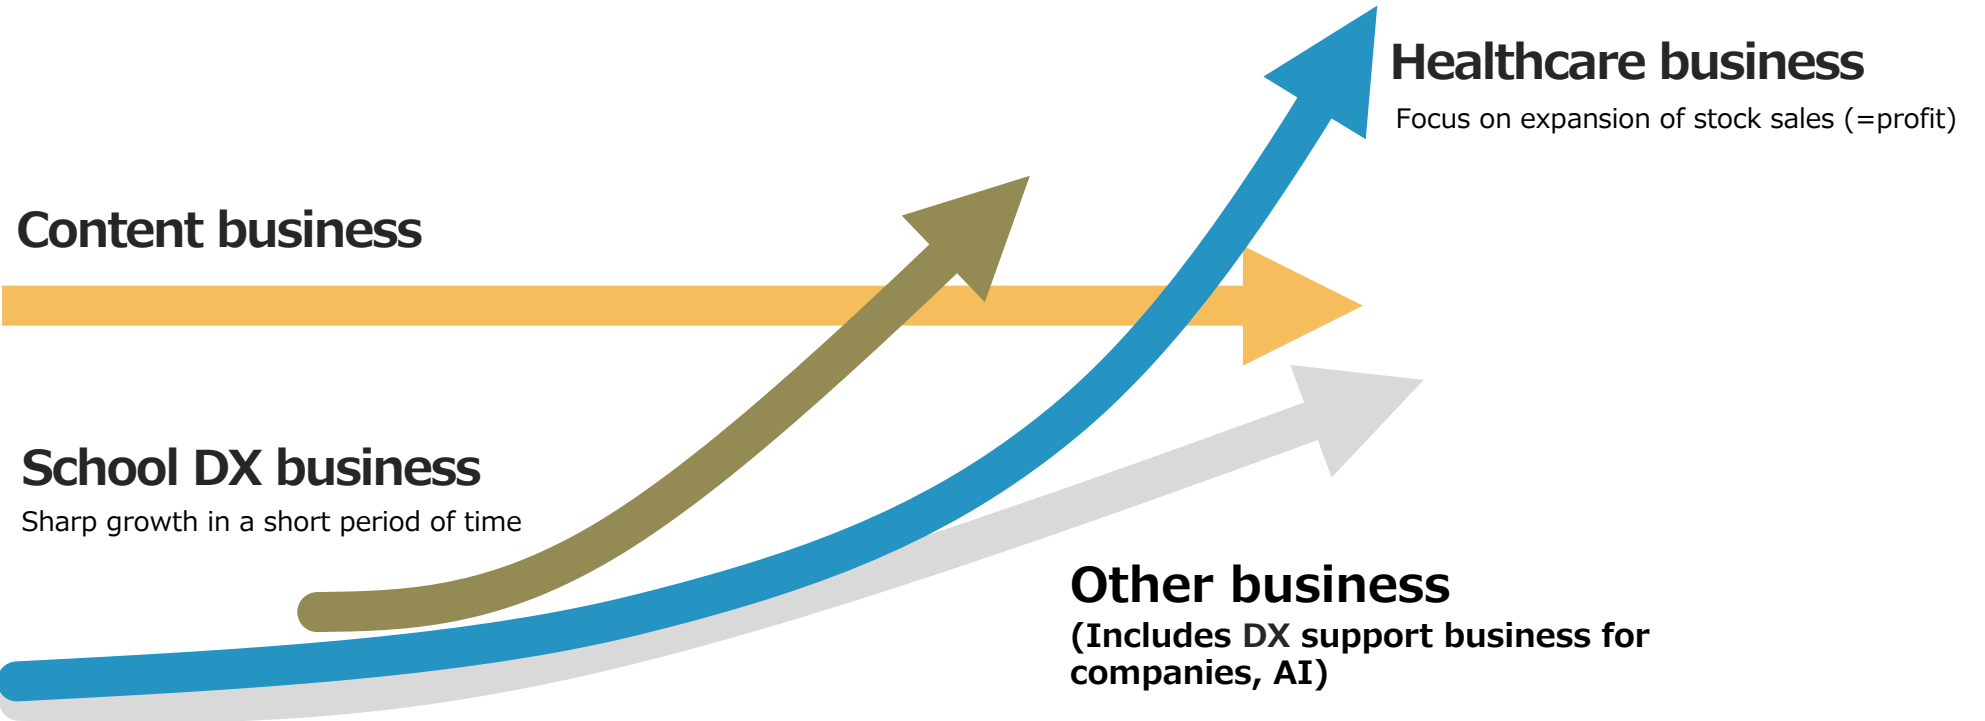 Healthcare business
Focus on expansion of stock sales (=profit)
Content business
School DX business
Sharp growth in a short period of time
Other business
(Includes DX support business for
companies, AI)